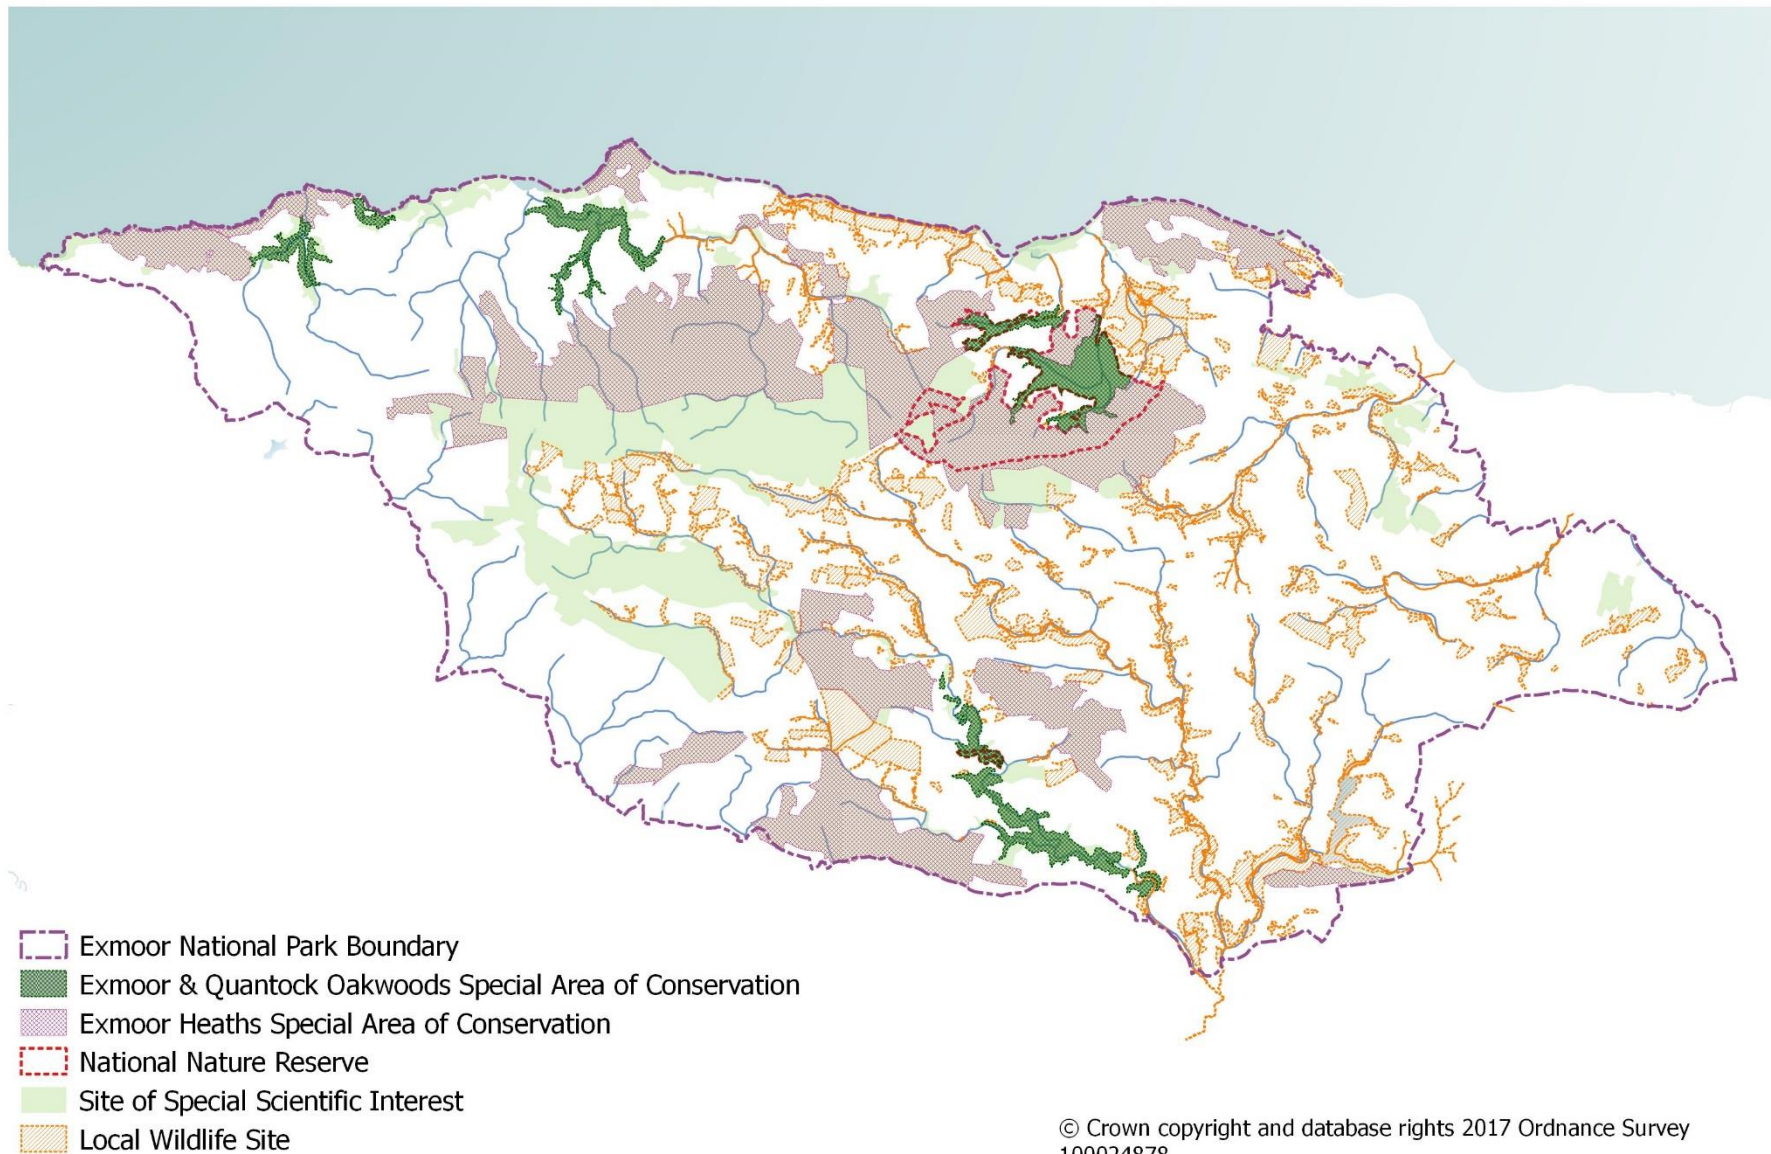 Exmoor National Park Boundary
Exmoor & Quantock Oakwoods Special Area of Conservation
Exmoor Heaths Special Area of Conservation
National Nature Reserve
Site of Special Scientific Interest
Local Wildlife Site
© Crown copyright and database rights 2017 Ordnance Survey
100024878